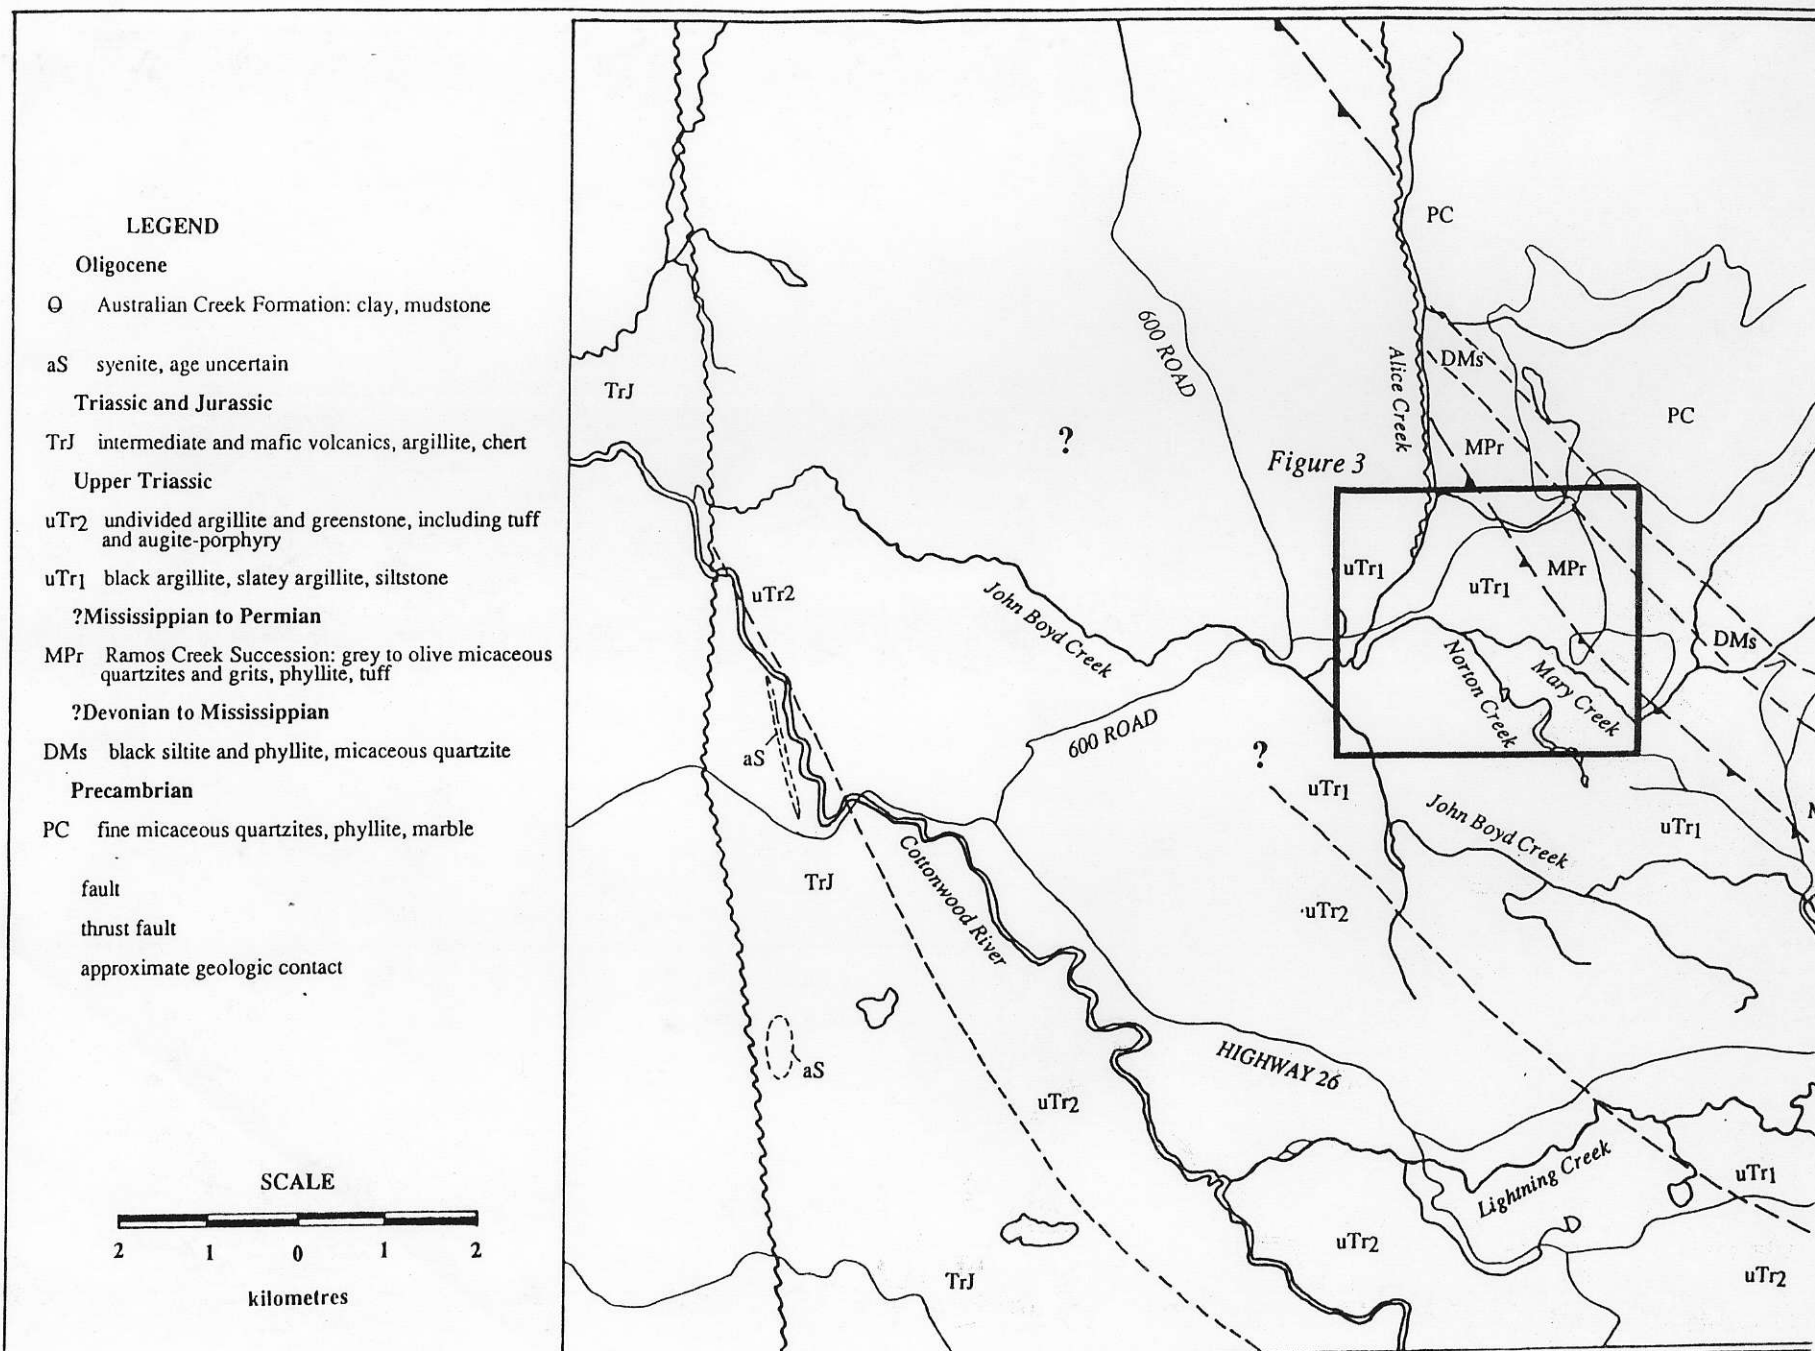 LEGEND
Oligocene
O Australian Creek Formation: clay, mudstone
aS syenite, age uncertain
Triassic and Jurassic
TrJ intermediate and mafic volcanics, argillite, chert
Upper Triassic
uTr2 undivided argillite and greenstone, including tuff
and augite-porphyry
uTr1 black argillite, slatey argillite, siltstone
?Mississippian to Permian
MPr Ramos Creek Succession: grey to olive micaceous
quartzites and grits, phyllite, tuff
?Devonian to Mississippian
DMs black siltite and phyllite, micaceous quartzite
Precambrian
PC fine micaceous quartzites, phyllite, marble
fault
thrust fault
approximate geologic contact
SCALE
2 1 0 1 2
kilometres
PC
600 ROAD
Alice Creek
DMs
TrJ
PC
?
MPr
Figure 3
uTr1
MPr
uTr1
uTr2
John Boyd Creek
DMs
Norton Creek
Mary Creek
600 ROAD
?
aS
uTr1
John Boyd Creek
uTr1
TrJ
Cottonwood River
uTr2
HIGHWAY 26
aS
uTr2
Lightning Creek
uTr1
uTr2
TrJ
uTr2